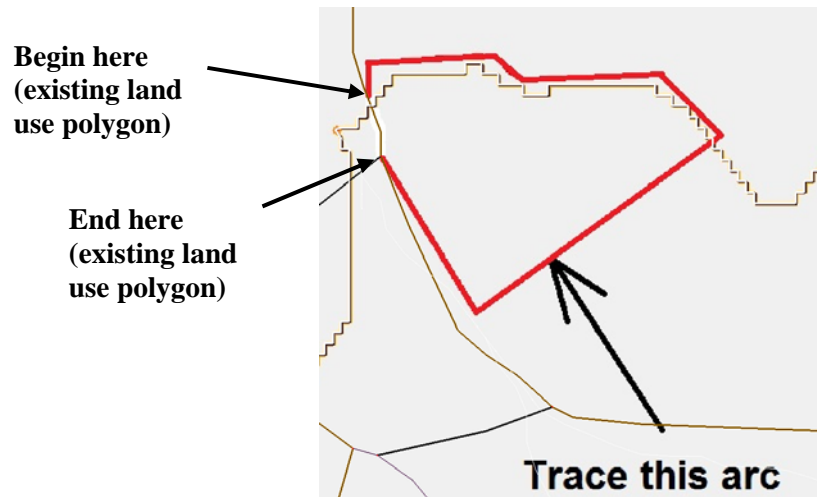 Begin here
(existing land
use polygon)
End here
(existing land
use polygon)
Trace this arc